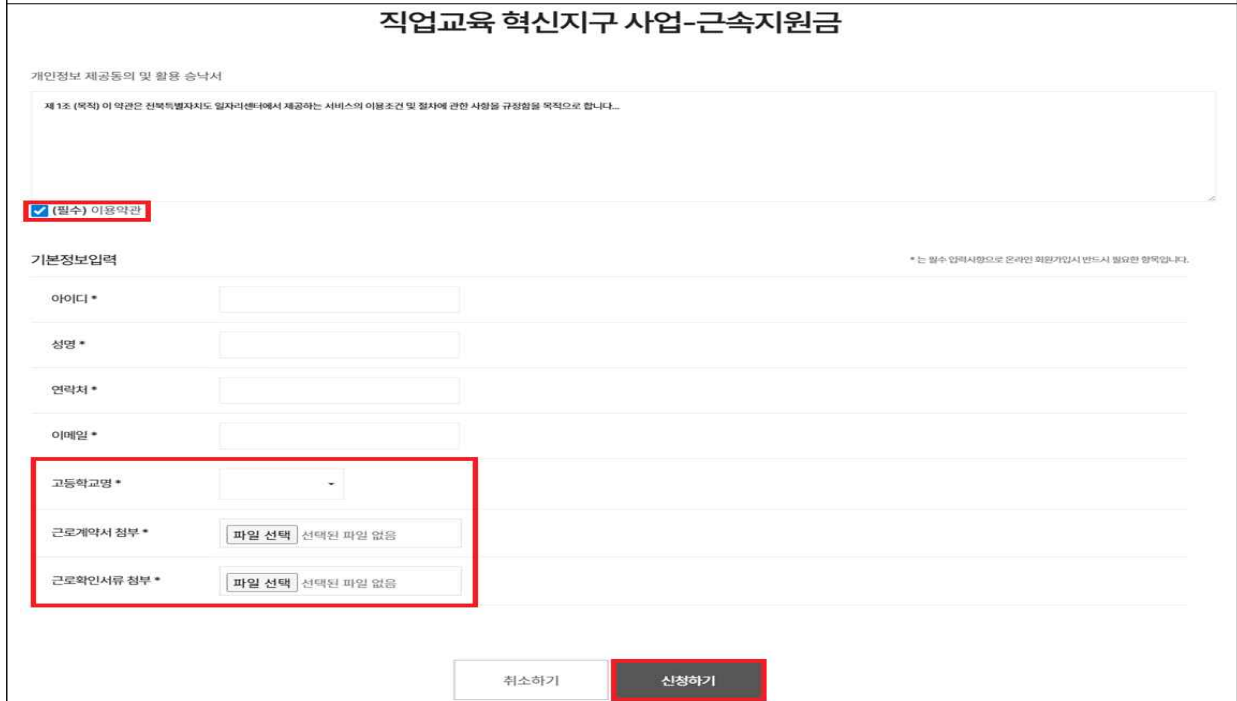 직업교육 혁신지구 사업-근속지원금
개인정보 제공동의 및 활용 승낙서
제 1조 (목적) 이 약관은 전북특별자치도 일자리센터에서 제공하는 서비스의 이용조건 및 절차에 관한 사항을 규정함을 목적으로 합니다...
(필수) 이용약관
기본정보입력
* 는 필수 입력사항으로 온라인 회원가입시 반드시 필요한 항목입니다.
아이디 *
성명 *
연락처 *
이메일 *
고등학교명 *
근로계약서 첨부 * 파일 선택 선택된 파일 없음
근로확인서류 첨부 * 파일 선택 선택된 파일 없음
취소하기 신청하기